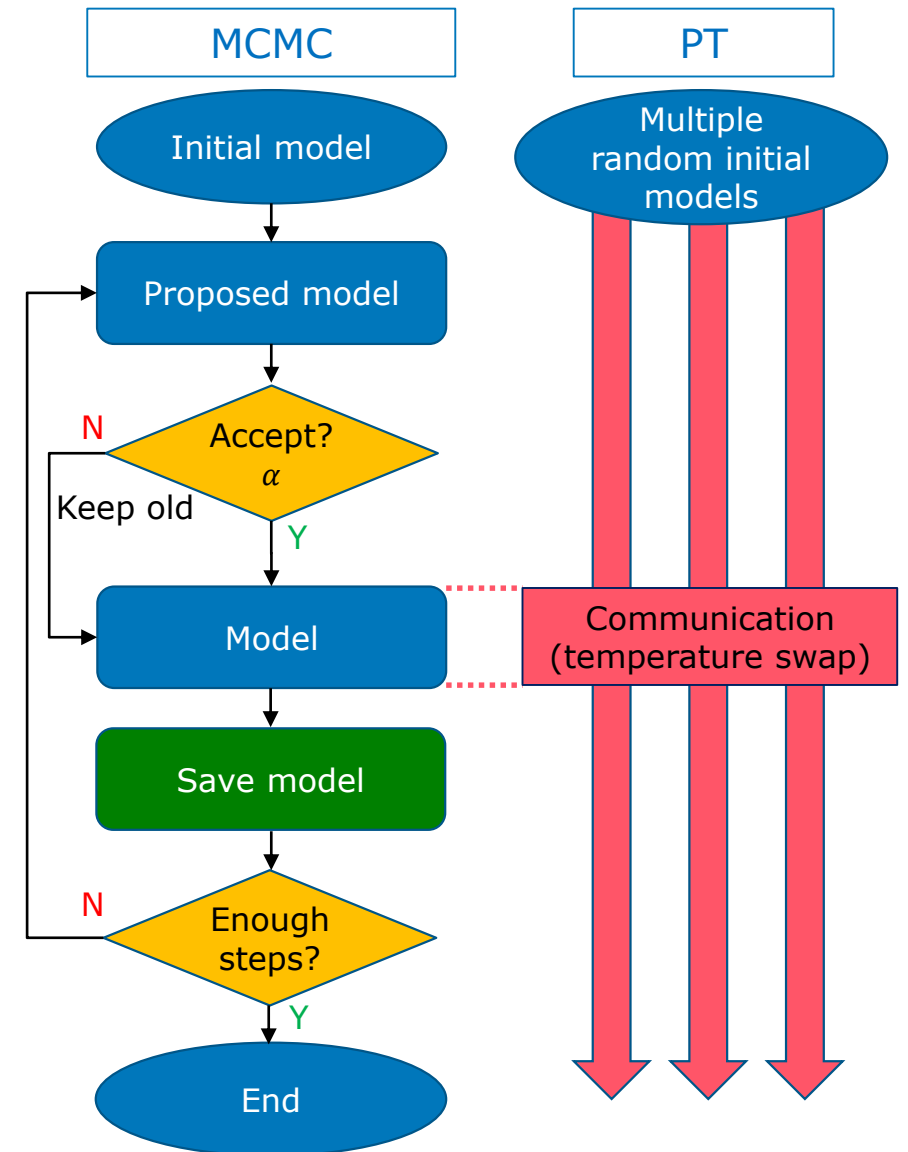 MCMC
Initial model
Proposed model
N
Accept?
α
Keep old
Y
Model
Save model
N
Enough
steps?
Y
End
PT
Multiple
random initial
models
Communication
(temperature swap)